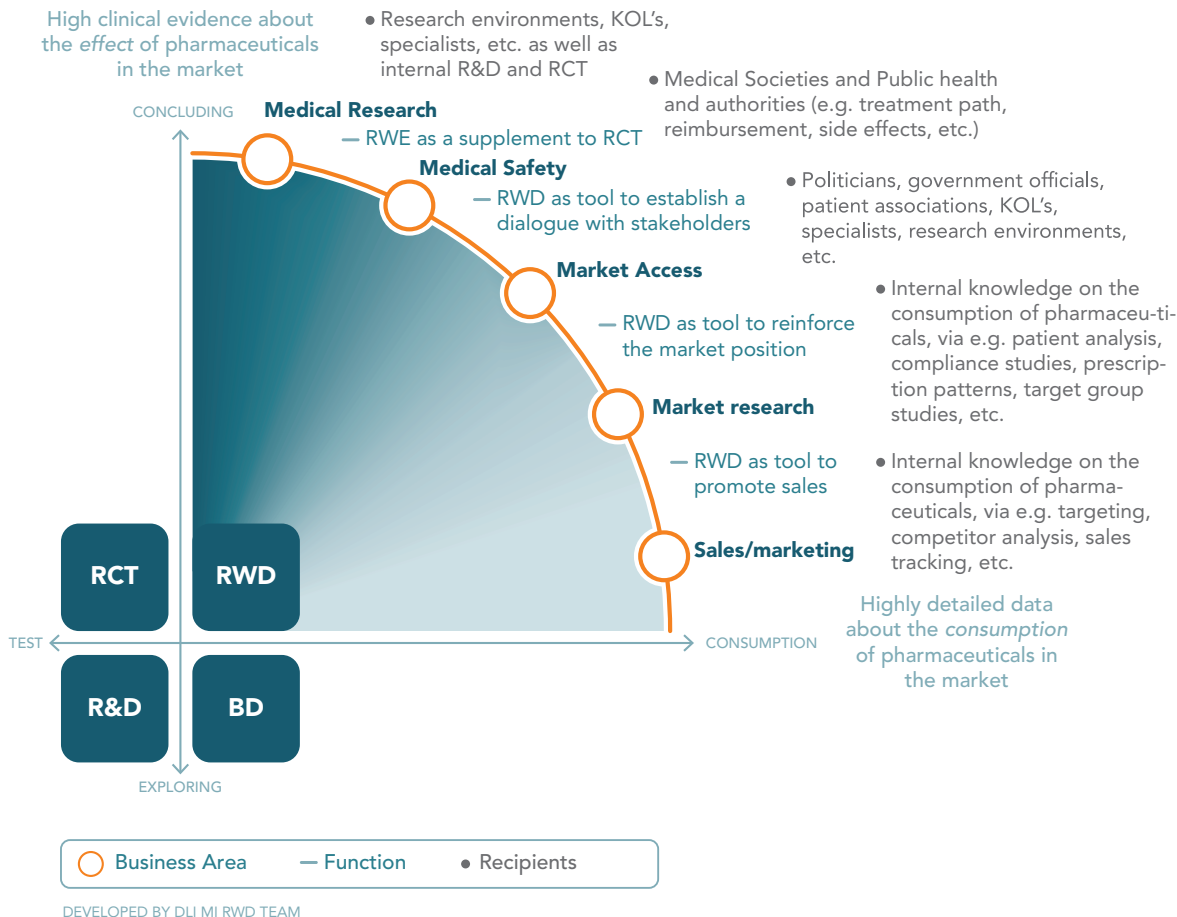 High clinical evidence about
the effect of pharmaceuticals
in the market
• Research environments, KOL's,
specialists, etc. as well as
internal R&D and RCT
• Medical Societies and Public health
and authorities (e.g. treatment path,
reimbursement, side effects, etc.)
CONCLUDING
Medical Research
— RWE as a supplement to RCT
Medical Safety
— RWD as tool to establish a
dialogue with stakeholders
• Politicians, government officials,
patient associations, KOL's,
specialists, research environments,
etc.
Market Access
— RWD as tool to reinforce
the market position
• Internal knowledge on the
consumption of pharmaceu-ti-
cals, via e.g. patient analysis,
compliance studies, prescrip-
tion patterns, target group
studies, etc.
Market research
— RWD as tool to
promote sales
• Internal knowledge on the
consumption of pharma-
ceuticals, via e.g. targeting,
competitor analysis, sales
tracking, etc.
Sales/marketing
RCT
RWD
Highly detailed data
about the consumption
of pharmaceuticals in
the market
TEST
CONSUMPTION
R&D
BD
EXPLORING
Business Area
— Function
• Recipients
DEVELOPED BY DLI MI RWD TEAM